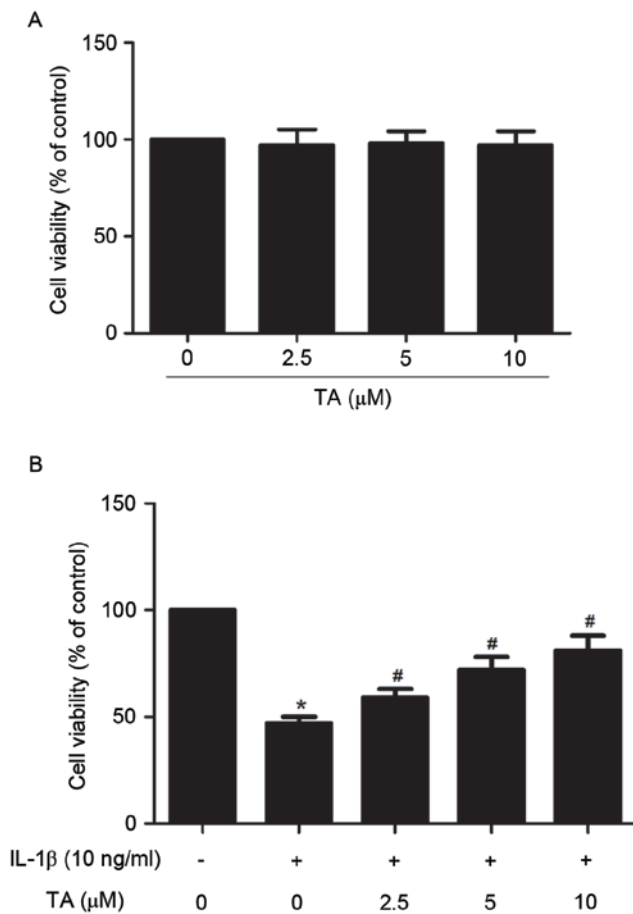 A
Cell viability (% of control)
150
100
50
0
0 2.5 5 10
TA (μM)
B
Cell viability (% of control)
150
100
50
0
* # # #
IL-1β (10 ng/ml) - + + + +
TA (μM) 0 0 2.5 5 10